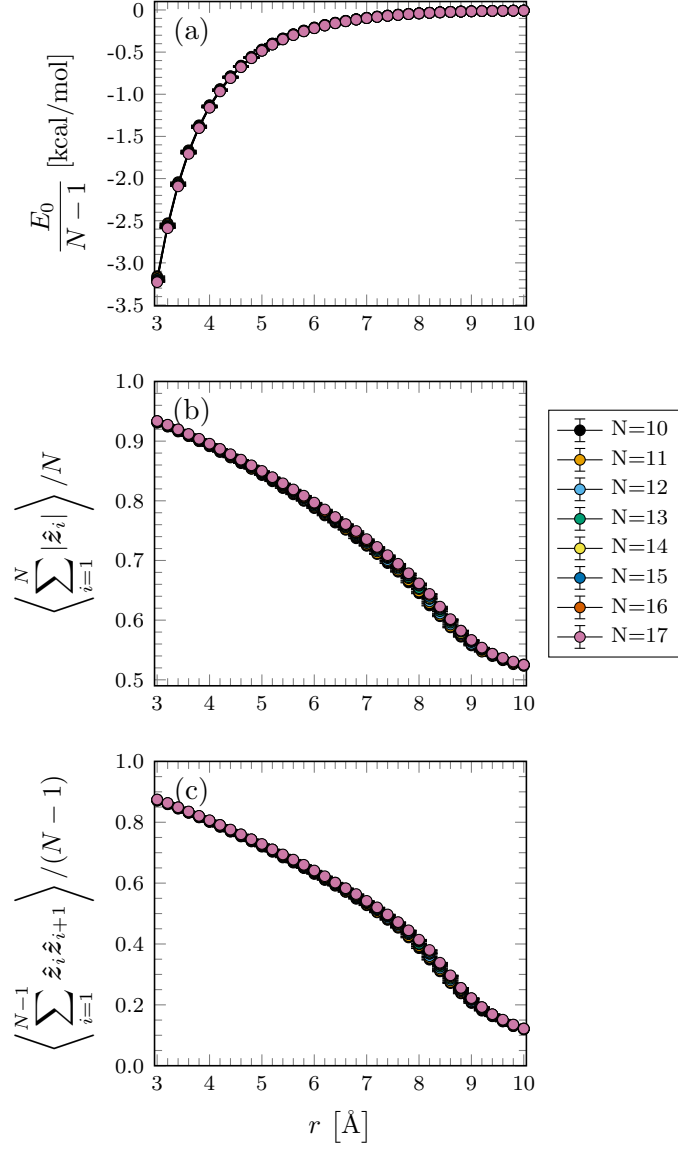 (a)
E₀ / (N − 1) [kcal/mol]
0
-0.5
-1.0
-1.5
-2.0
-2.5
-3.0
-3.5
3 4 5 6 7 8 9 10
(b)
⟨∑_{i=1}^{N} |ẑ_i|⟩ /N
1.0
0.9
0.8
0.7
0.6
0.5
3 4 5 6 7 8 9 10
N=10
N=11
N=12
N=13
N=14
N=15
N=16
N=17
(c)
⟨∑_{i=1}^{N−1} ẑ_i ẑ_{i+1}⟩ /(N − 1)
1.0
0.8
0.6
0.4
0.2
0.0
3 4 5 6 7 8 9 10
r [Å]